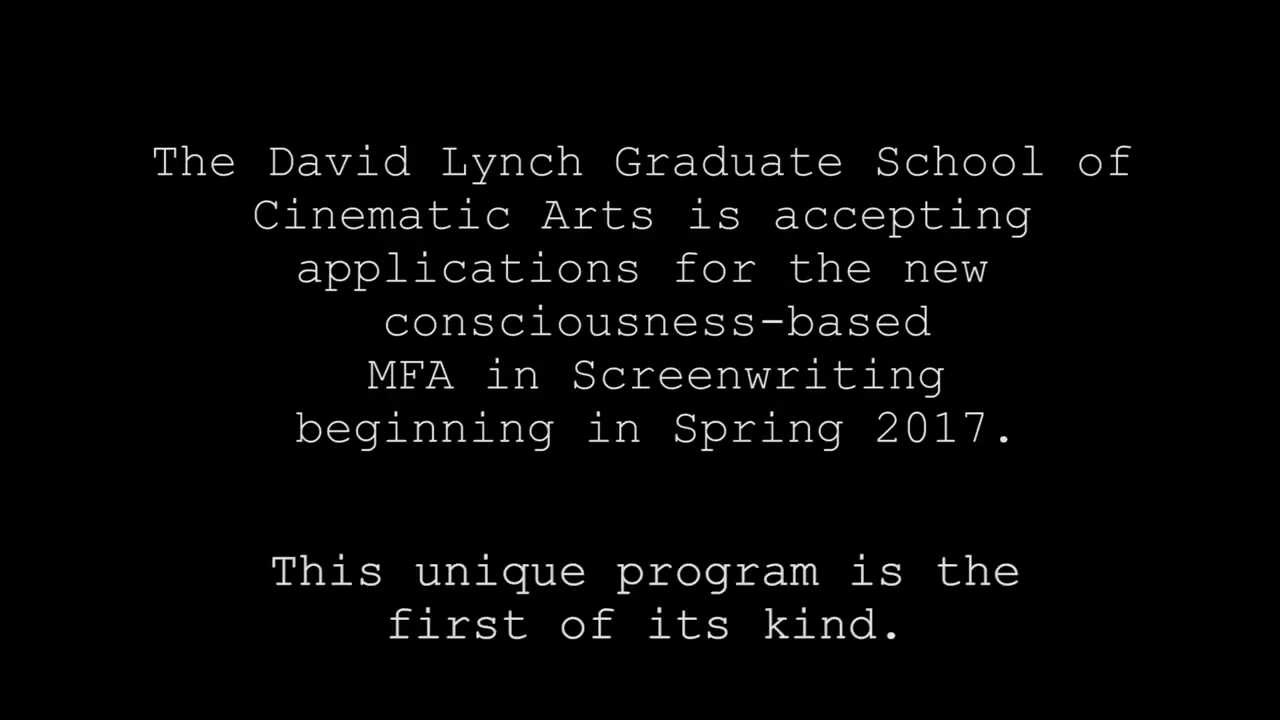 The David Lynch Graduate School of
Cinematic Arts is accepting
applications for the new
consciousness-based
MFA in Screenwriting
beginning in Spring 2017.
This unique program is the
first of its kind.